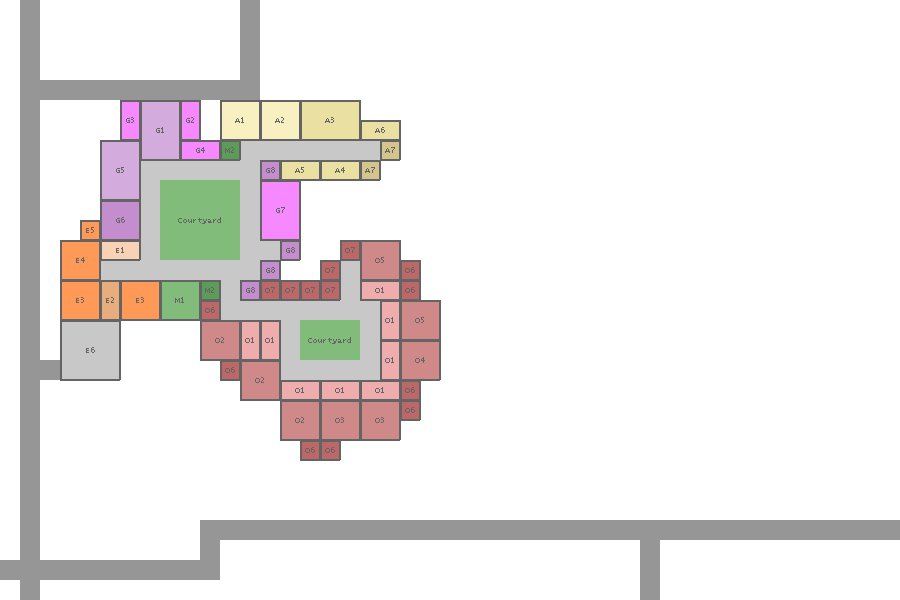 G3 G1 G2 A1 A2 A3
A6
G4 M2 A7
G5 G8 A5 A4 A7
G7
G6 Courtyard
E5
E1 G8 O7
E4 O5
G8 O7 O6
E3 E2 E3 M1 M2 G8 O7 O7 O7 O7 O1 O6
O6
O1 O5
O2 O1 O1 Courtyard
E6 O6 O1 O4
O2
O1 O1 O1 O6
O6
O2 O3 O3
O6 O6